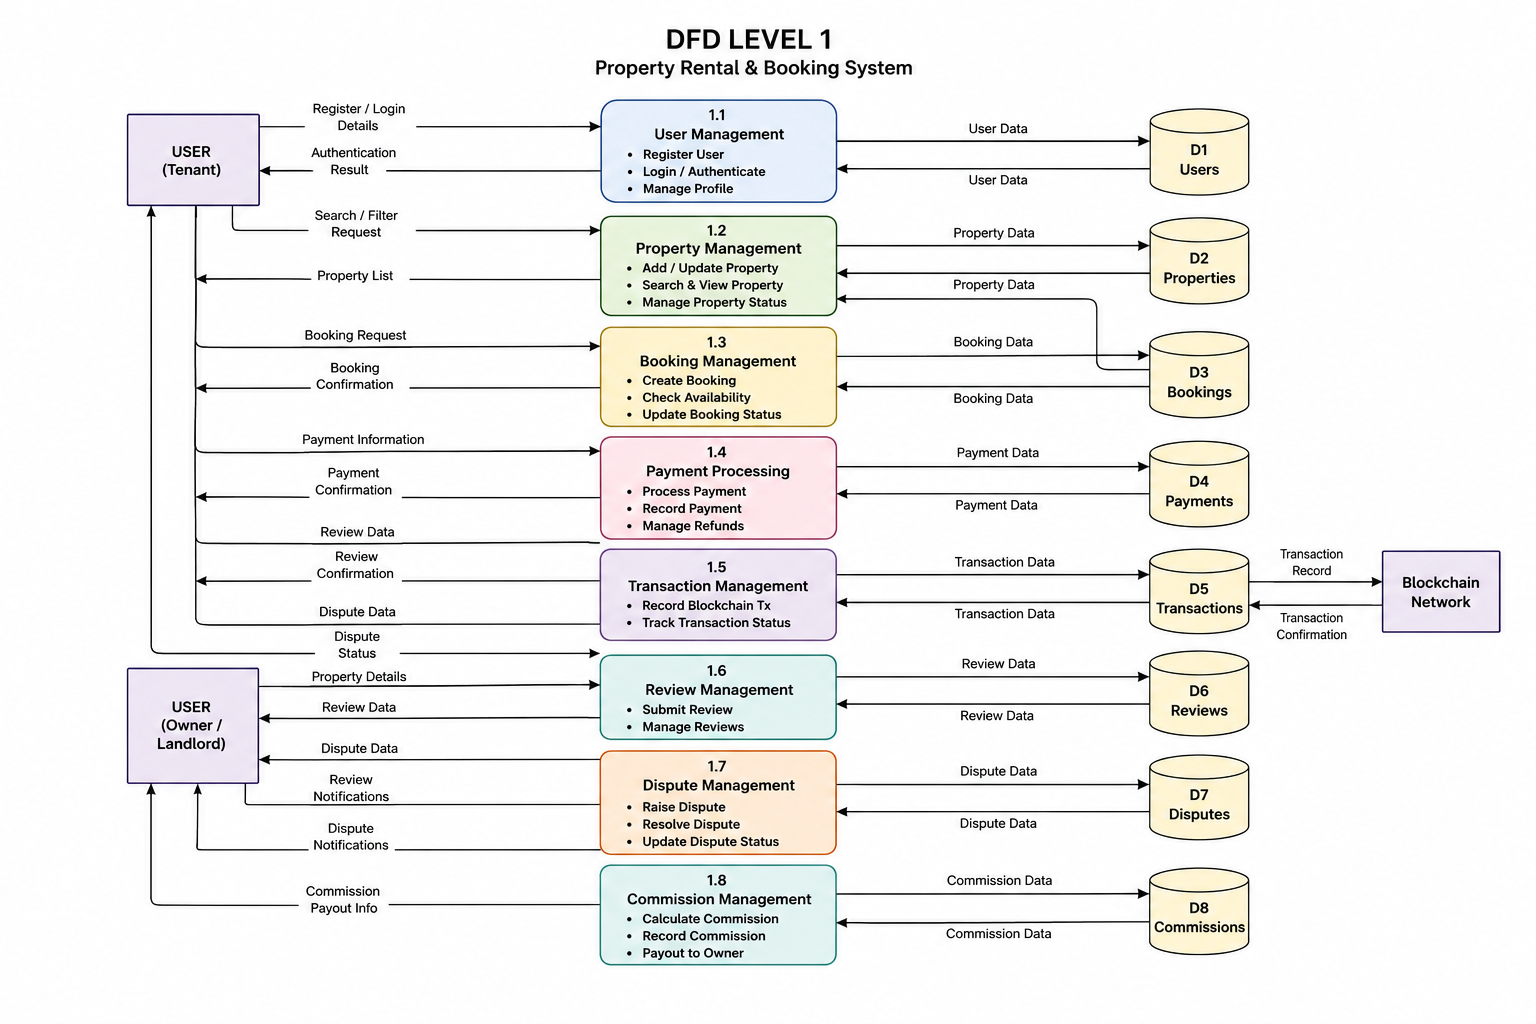 DFD LEVEL 1
Property Rental & Booking System
USER
(Tenant)
Register / Login
Details
Authentication
Result
Search / Filter
Request
Property List
Booking Request
Booking
Confirmation
Payment Information
Payment
Confirmation
Review Data
Review
Confirmation
Dispute Data
Dispute
Status
USER
(Owner /
Landlord)
Property Details
Review Data
Dispute Data
Review
Notifications
Dispute
Notifications
Commission
Payout Info
1.1
User Management
• Register User
• Login / Authenticate
• Manage Profile
1.2
Property Management
• Add / Update Property
• Search & View Property
• Manage Property Status
1.3
Booking Management
• Create Booking
• Check Availability
• Update Booking Status
1.4
Payment Processing
• Process Payment
• Record Payment
• Manage Refunds
1.5
Transaction Management
• Record Blockchain Tx
• Track Transaction Status
1.6
Review Management
• Submit Review
• Manage Reviews
1.7
Dispute Management
• Raise Dispute
• Resolve Dispute
• Update Dispute Status
1.8
Commission Management
• Calculate Commission
• Record Commission
• Payout to Owner
User Data
User Data
Property Data
Property Data
Booking Data
Booking Data
Payment Data
Payment Data
Transaction Data
Transaction Data
Review Data
Review Data
Dispute Data
Dispute Data
Commission Data
Commission Data
D1
Users
D2
Properties
D3
Bookings
D4
Payments
D5
Transactions
D6
Reviews
D7
Disputes
D8
Commissions
Transaction
Record
Transaction
Confirmation
Blockchain
Network